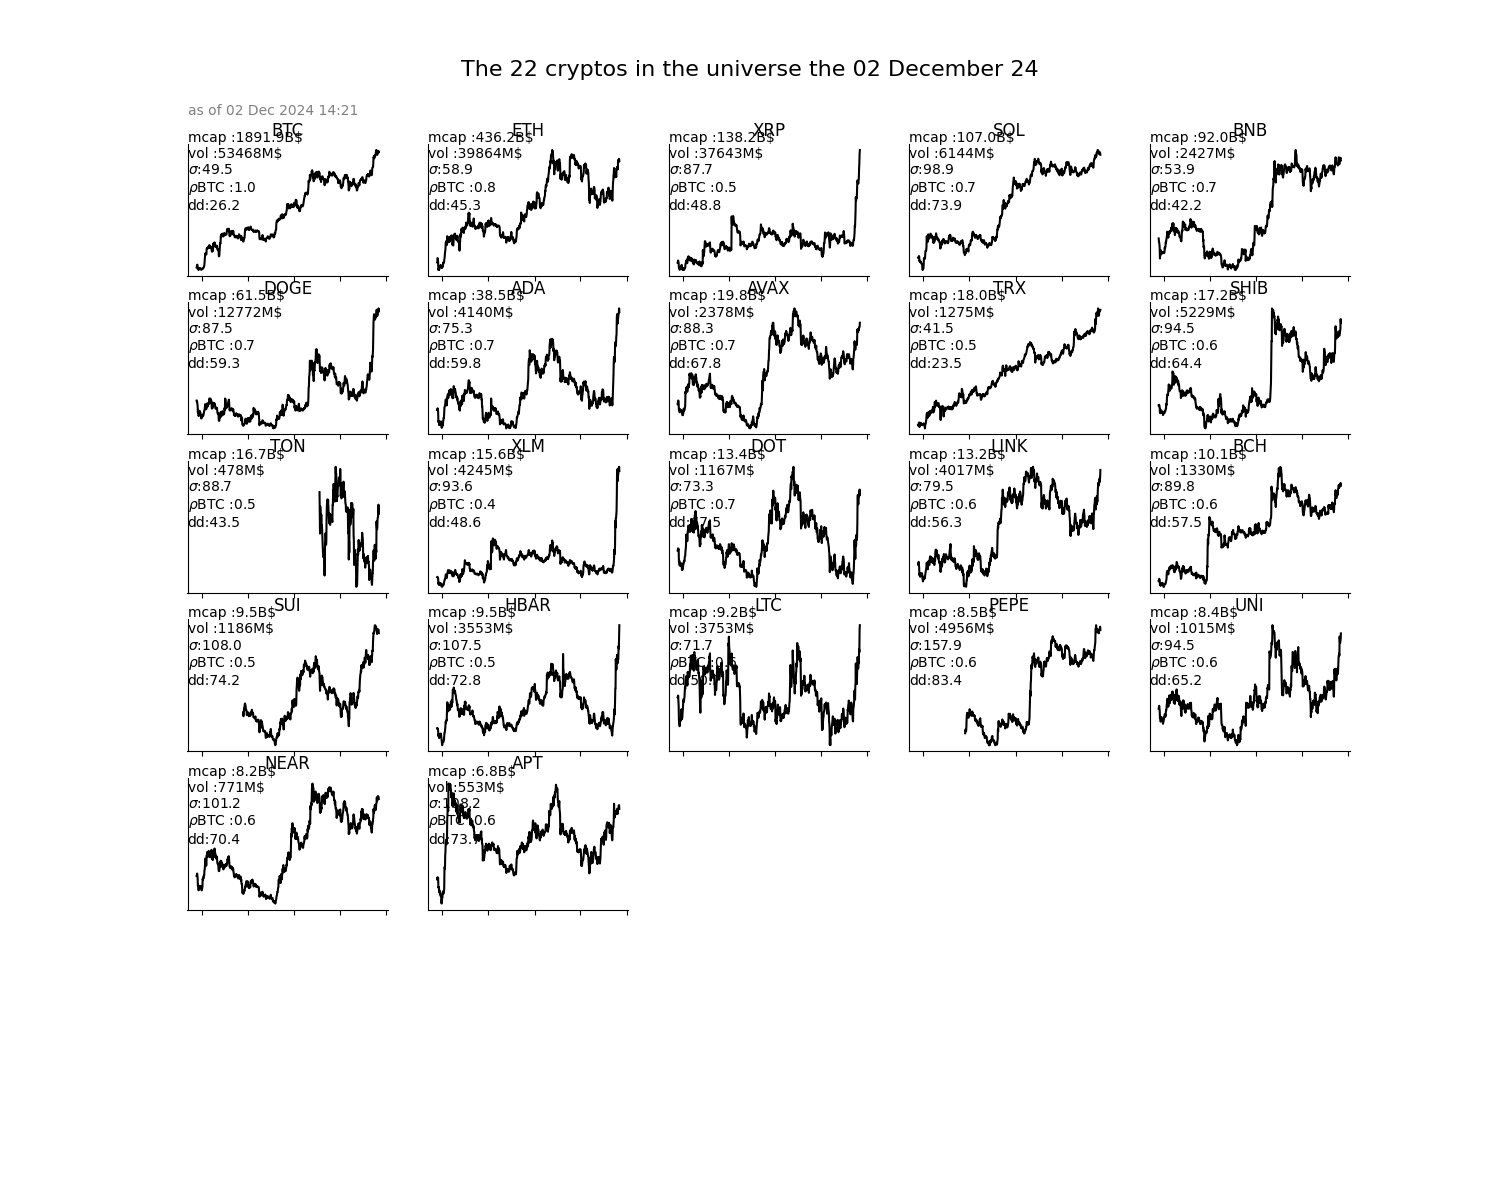 The 22 cryptos in the universe the 02 December 24
as of 02 Dec 2024 14:21
BTC
mcap :1891.9B$
vol :53468M$
σ:49.5
ρBTC :1.0
dd:26.2
ETH
mcap :436.2B$
vol :39864M$
σ:58.9
ρBTC :0.8
dd:45.3
XRP
mcap :138.2B$
vol :37643M$
σ:87.7
ρBTC :0.5
dd:48.8
SOL
mcap :107.0B$
vol :6144M$
σ:98.9
ρBTC :0.7
dd:73.9
BNB
mcap :92.0B$
vol :2427M$
σ:53.9
ρBTC :0.7
dd:42.2
DOGE
mcap :61.5B$
vol :12772M$
σ:87.5
ρBTC :0.7
dd:59.3
ADA
mcap :38.5B$
vol :4140M$
σ:75.3
ρBTC :0.7
dd:59.8
AVAX
mcap :19.8B$
vol :2378M$
σ:88.3
ρBTC :0.7
dd:67.8
TRX
mcap :18.0B$
vol :1275M$
σ:41.5
ρBTC :0.5
dd:23.5
SHIB
mcap :17.2B$
vol :5229M$
σ:94.5
ρBTC :0.6
dd:64.4
TON
mcap :16.7B$
vol :478M$
σ:88.7
ρBTC :0.5
dd:43.5
XLM
mcap :15.6B$
vol :4245M$
σ:93.6
ρBTC :0.4
dd:48.6
DOT
mcap :13.4B$
vol :1167M$
σ:73.3
ρBTC :0.7
LINK
mcap :13.2B$
vol :4017M$
σ:79.5
ρBTC :0.6
dd:56.3
BCH
mcap :10.1B$
vol :1330M$
σ:89.8
ρBTC :0.6
dd:57.5
SUI
mcap :9.5B$
vol :1186M$
σ:108.0
ρBTC :0.5
dd:74.2
HBAR
mcap :9.5B$
vol :3553M$
σ:107.5
ρBTC :0.5
dd:72.8
LTC
mcap :9.2B$
vol :3753M$
σ:71.7
PEPE
mcap :8.5B$
vol :4956M$
σ:157.9
ρBTC :0.6
dd:83.4
UNI
mcap :8.4B$
vol :1015M$
σ:94.5
ρBTC :0.6
dd:65.2
NEAR
mcap :8.2B$
vol :771M$
σ:101.2
ρBTC :0.6
dd:70.4
APT
mcap :6.8B$
vol :553M$
σ:108.2
ρBTC :0.6